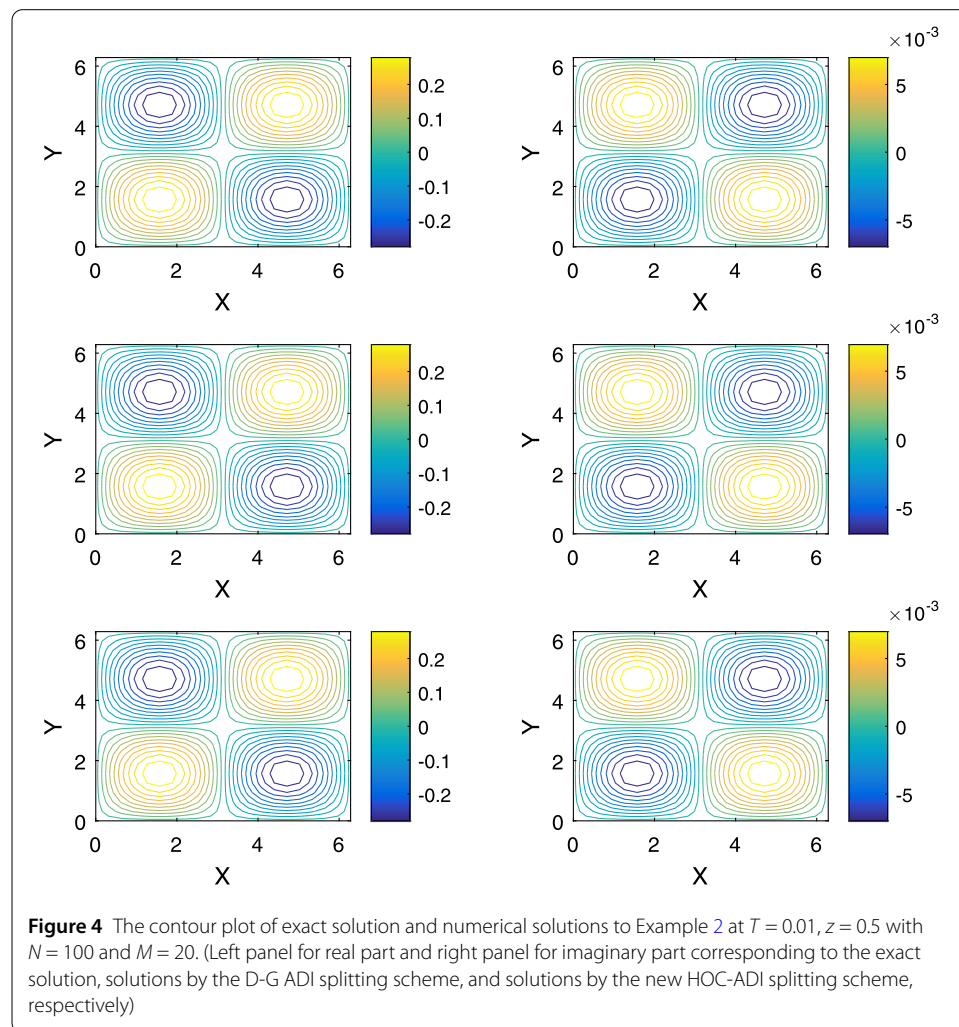 ×10-3
6
4
2
0
Y
0 2 4 6
X
0.2
0.1
0
-0.1
-0.2
6
4
2
0
Y
0 2 4 6
X
5
0
-5
×10-3
6
4
2
0
Y
0 2 4 6
X
0.2
0.1
0
-0.1
-0.2
6
4
2
0
Y
0 2 4 6
X
5
0
-5
×10-3
6
4
2
0
Y
0 2 4 6
X
0.2
0.1
0
-0.1
-0.2
6
4
2
0
Y
0 2 4 6
X
5
0
-5
Figure 4 The contour plot of exact solution and numerical solutions to Example 2 at T = 0.01, z = 0.5 with
N = 100 and M = 20. (Left panel for real part and right panel for imaginary part corresponding to the exact
solution, solutions by the D-G ADI splitting scheme, and solutions by the new HOC-ADI splitting scheme,
respectively)